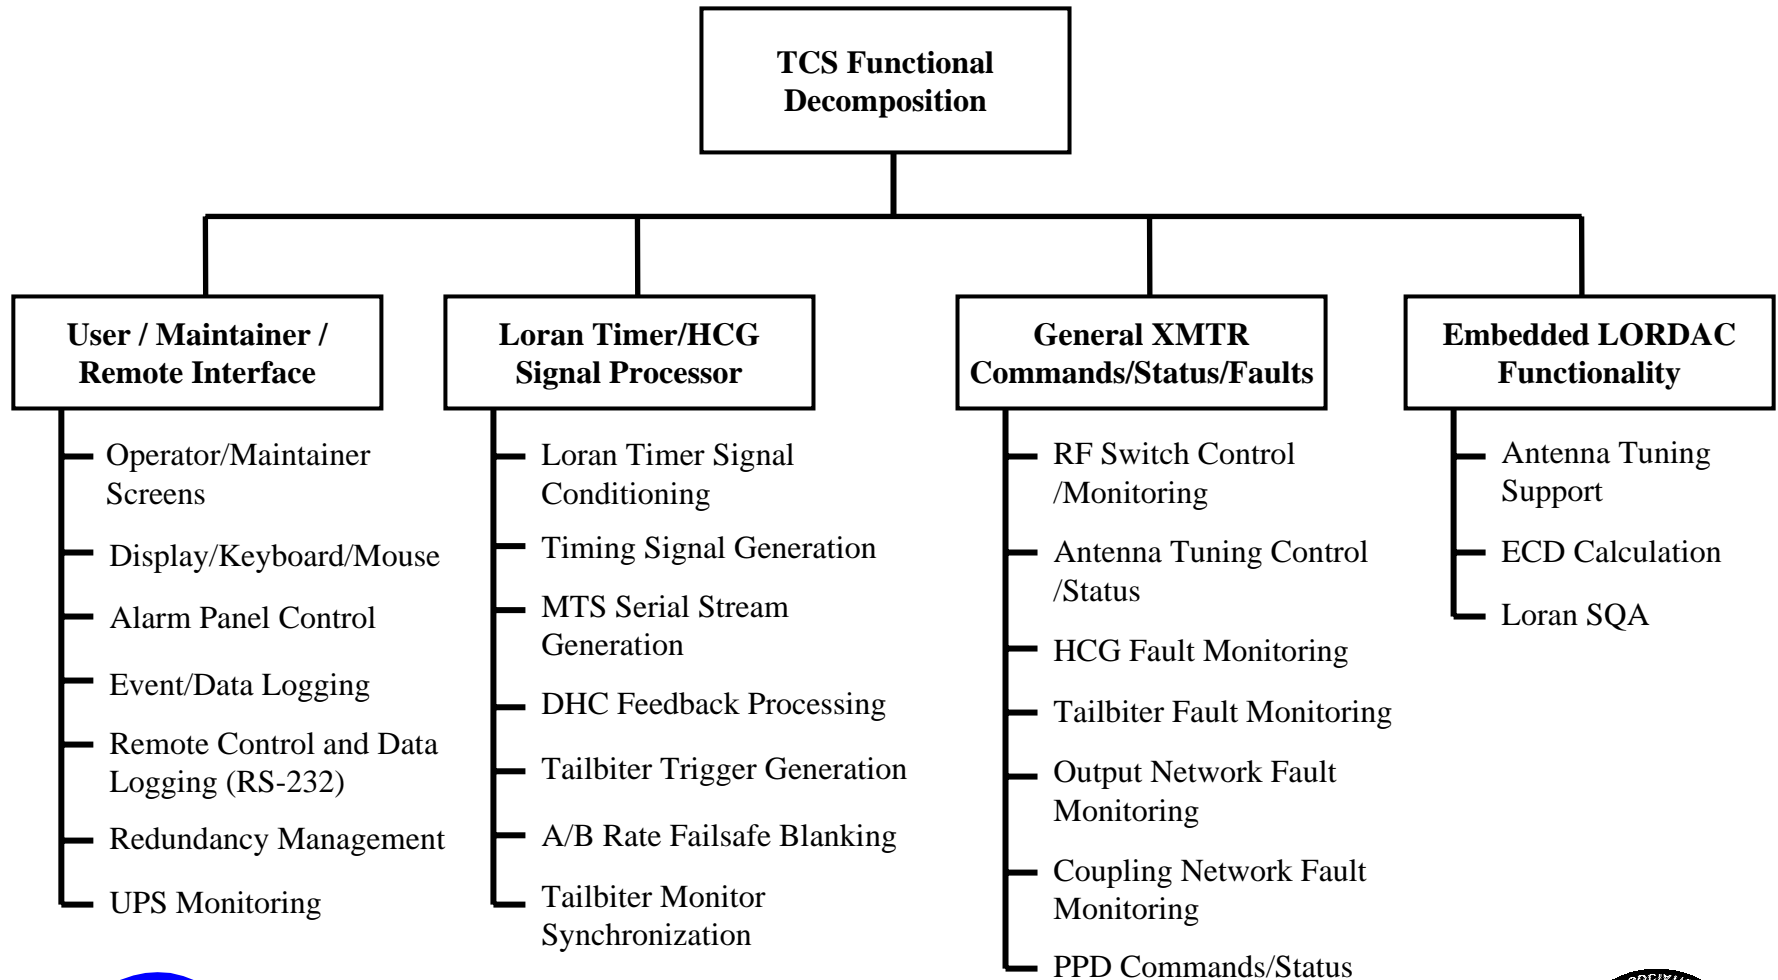 TCS Functional
Decomposition
User / Maintainer /
Remote Interface
Operator/Maintainer
Screens
Display/Keyboard/Mouse
Alarm Panel Control
Event/Data Logging
Remote Control and Data
Logging (RS-232)
Redundancy Management
UPS Monitoring
Loran Timer/HCG
Signal Processor
Loran Timer Signal
Conditioning
Timing Signal Generation
MTS Serial Stream
Generation
DHC Feedback Processing
Tailbiter Trigger Generation
A/B Rate Failsafe Blanking
Tailbiter Monitor
Synchronization
General XMTR
Commands/Status/Faults
RF Switch Control
/Monitoring
Antenna Tuning Control
/Status
HCG Fault Monitoring
Tailbiter Fault Monitoring
Output Network Fault
Monitoring
Coupling Network Fault
Monitoring
PPD Commands/Status
Embedded LORDAC
Functionality
Antenna Tuning
Support
ECD Calculation
Loran SQA